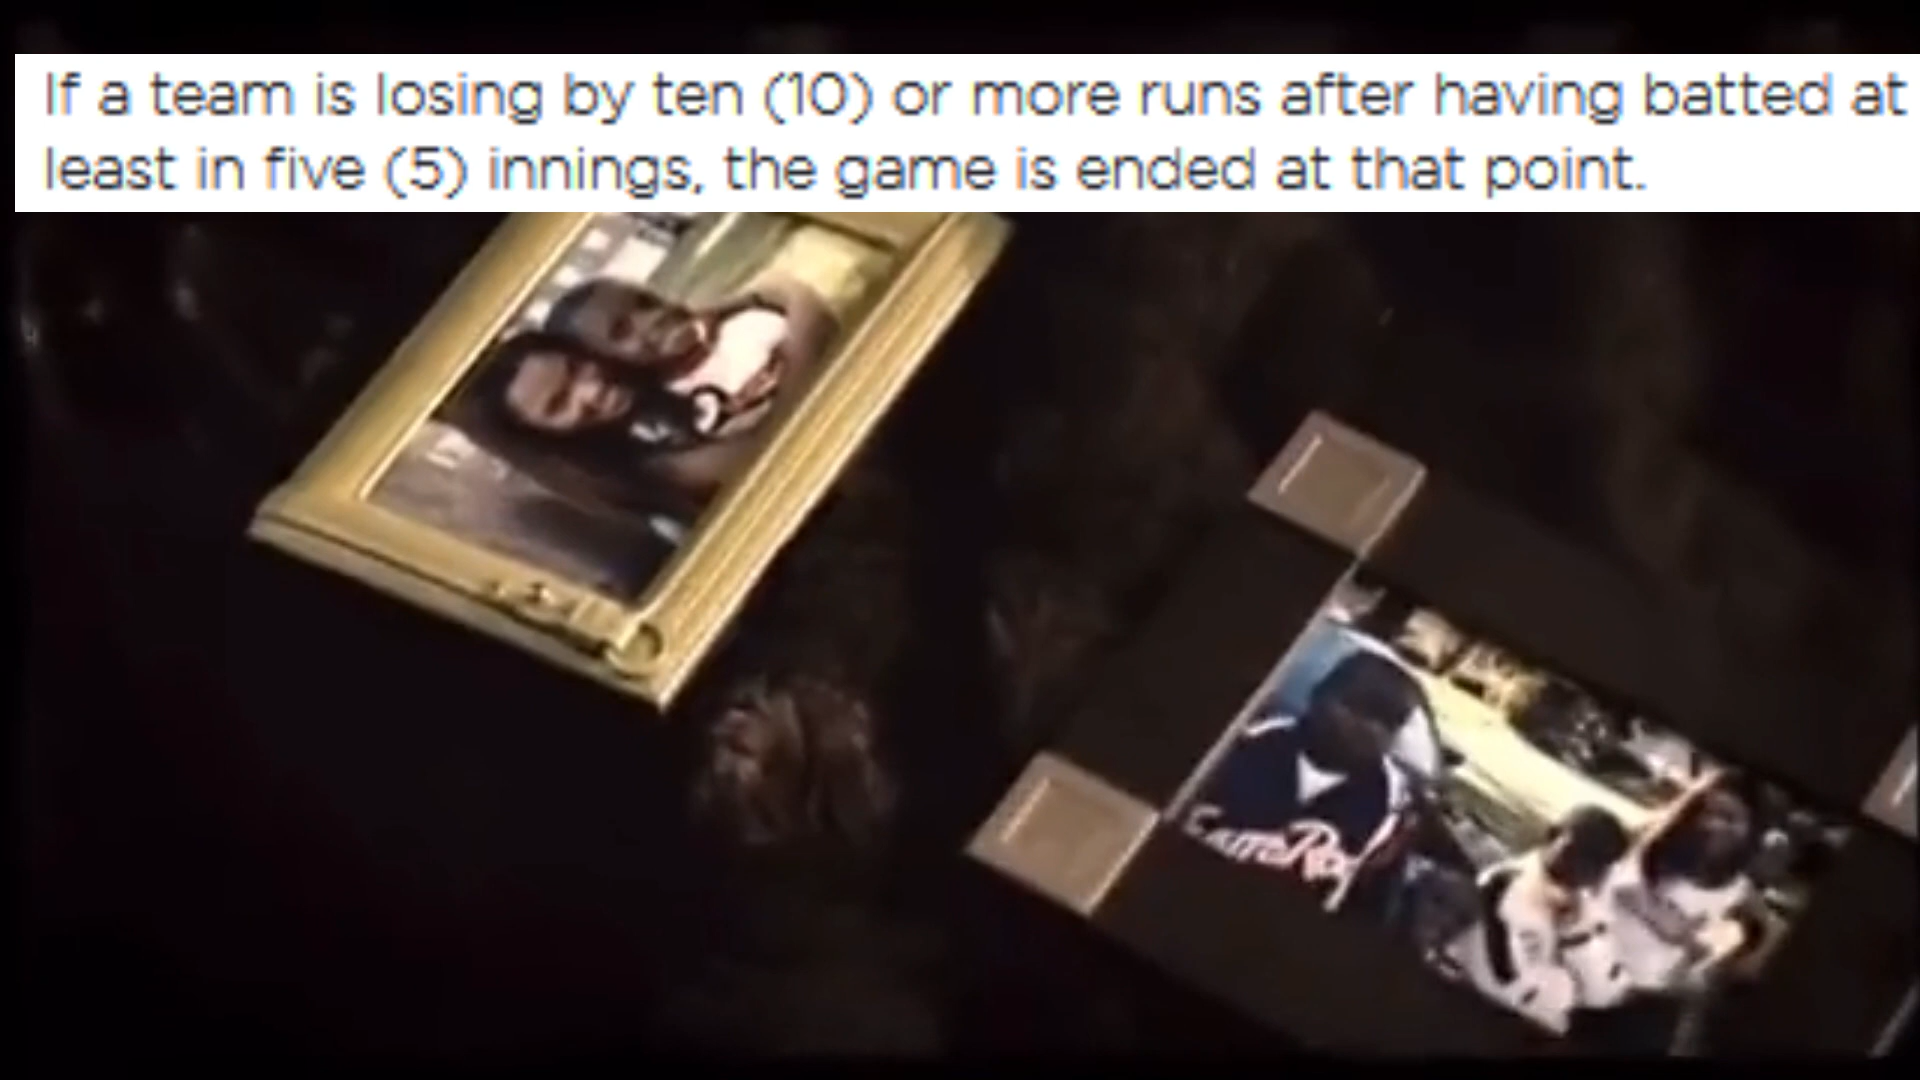 If a team is losing by ten (10) or more runs after having batted at
least in five (5) innings, the game is ended at that point.